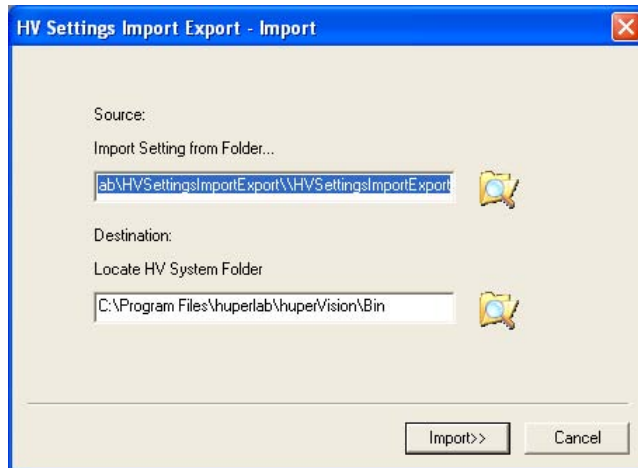 HV Settings Import Export - Import
Source:
Import Setting from Folder...
ab\HVSettingsImportExport\\HVSettingsImportExport
Destination:
Locate HV System Folder
C:\Program Files\huperlab\huperVision\Bin
Import>>
Cancel